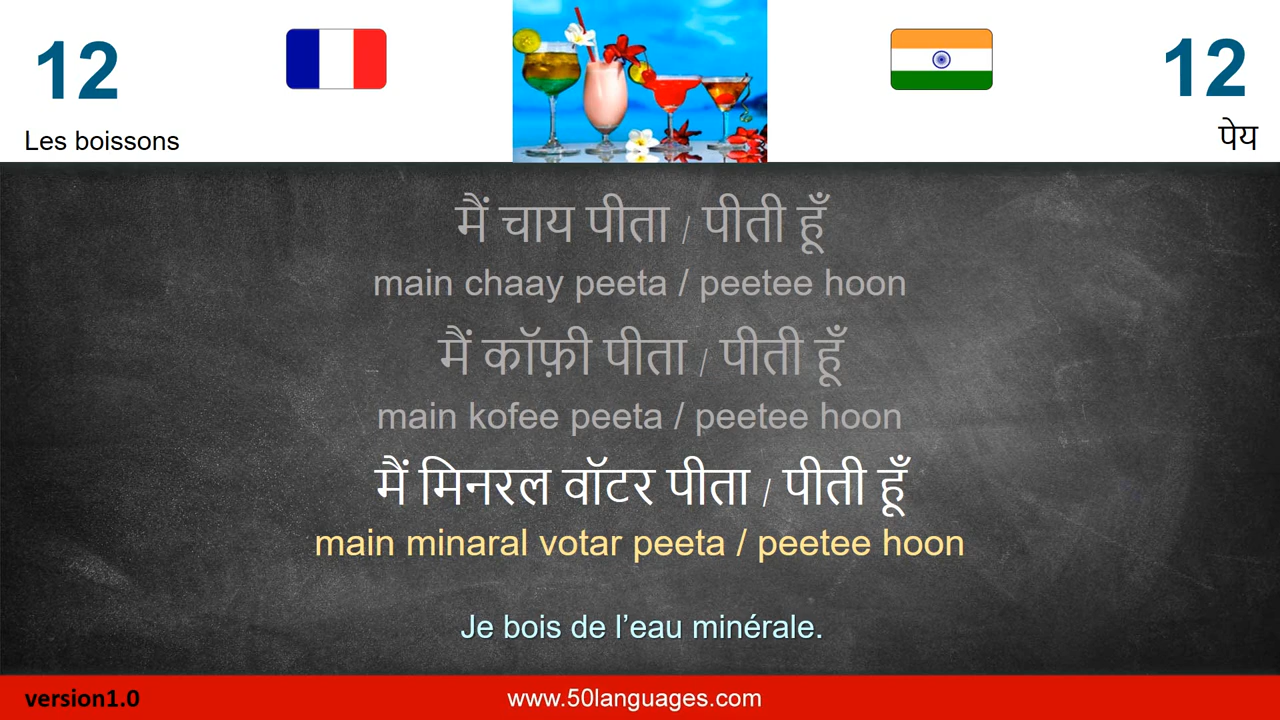 12
12
Les boissons
पेय
मैं चाय पीता / पीती हूँ
main chaay peeta / peetee hoon
मैं कॉफ़ी पीता / पीती हूँ
main kofee peeta / peetee hoon
मैं मिनरल वॉटर पीता / पीती हूँ
main minaral votar peeta / peetee hoon
Je bois de l’eau minérale.
version1.0
www.50languages.com